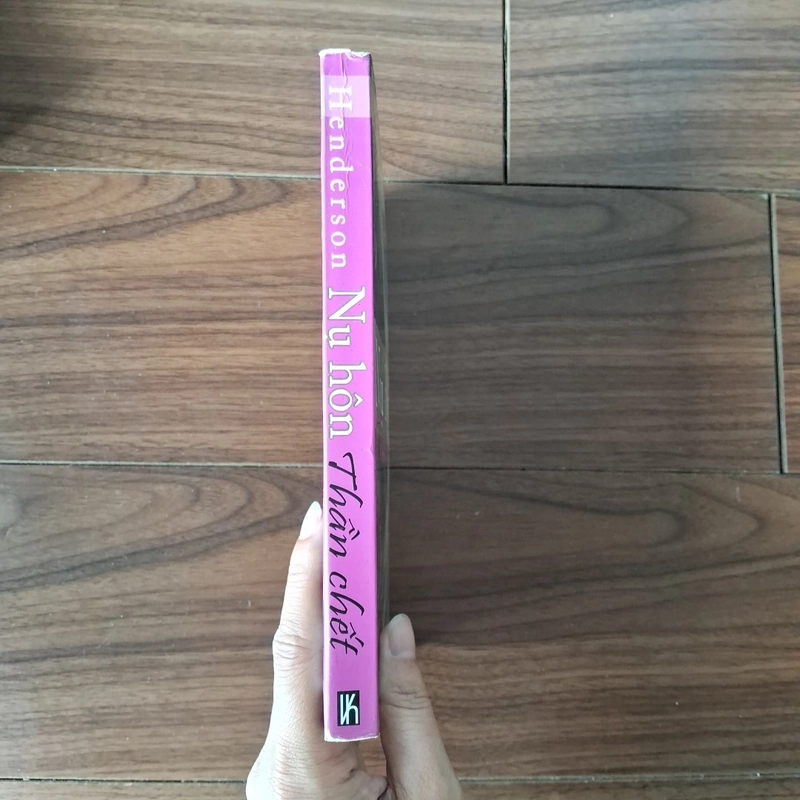 Henderson Nụ hôn Thần chết